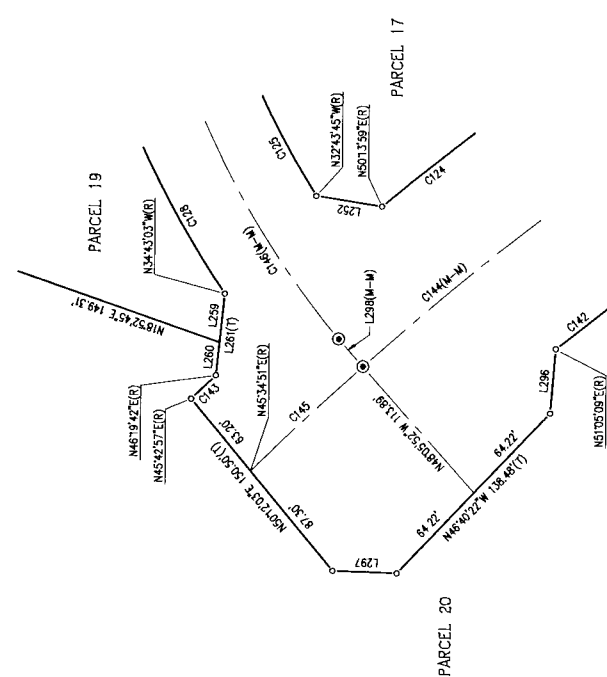 PARCEL 17
PARCEL 19
C125
N32°43'45"W(R)
N50°13'59"E(R)
L252
C124
N34°43'03"W(R)
C128
C146(M-M)
L298(M-M)
C144(M-M)
N18°52'45"E 149.31'
L259
L260
L261(T)
C143
N46°19'42"E(R)
N45°42'57"E(R)
N45°34'51"E(R)
C145
63.20'
N50°12'03"E 150.50'(T)
87.30'
N48°05'52"W 113.89'
C142
L296
N51°05'09"E(R)
64.22'
N46°40'22"W 138.48'(T)
64.22'
L297
PARCEL 20